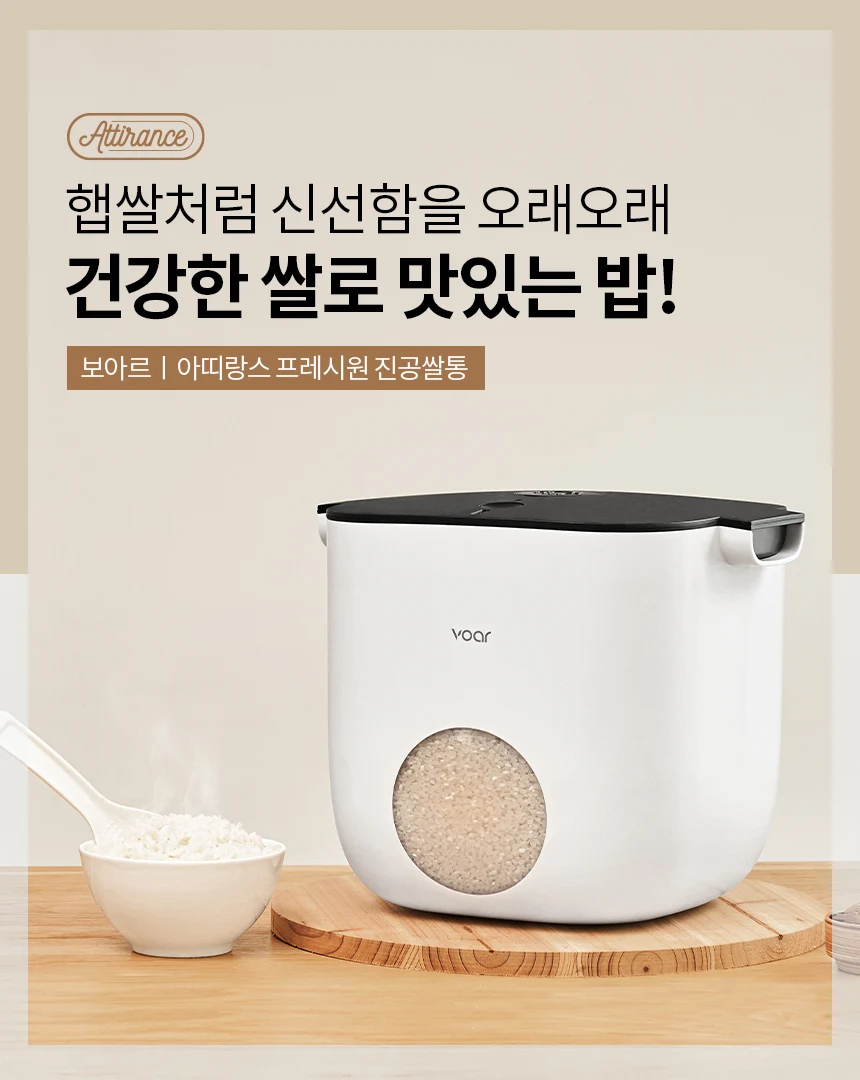 Attirance
햅쌀처럼 신선함을 오래오래
건강한 쌀로 맛있는 밥!
보아르 | 아띠랑스 프레시원 진공쌀통
voar